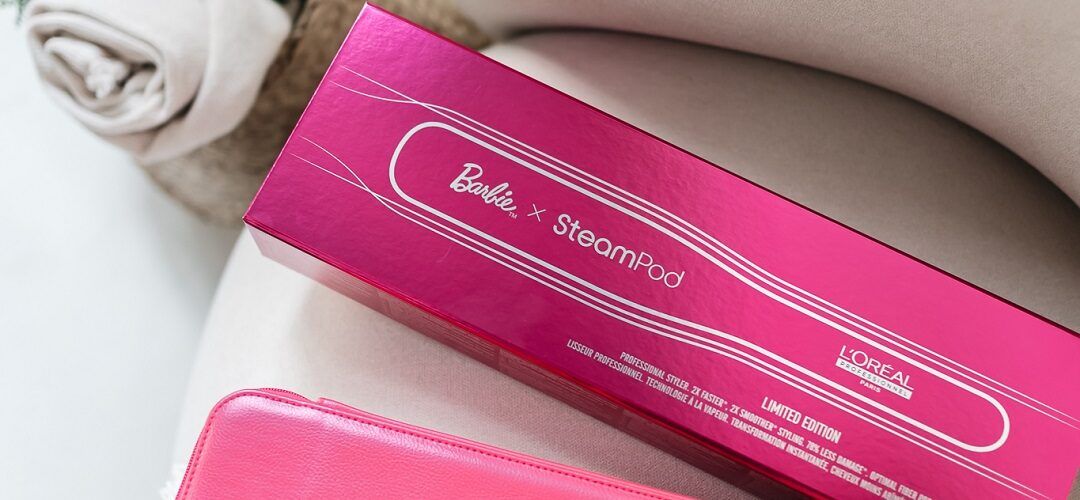 Barbie™ × SteamPod
L'ORÉAL
PROFESSIONNEL
PARIS
LIMITED EDITION
PROFESSIONAL STYLER. 2X FASTER*, 2X SMOOTHER* STYLING. 78% LESS DAMAGE*. OPTIMAL FIBER
LISSEUR PROFESSIONNEL. TECHNOLOGIE À LA VAPEUR. TRANSFORMATION INSTANTANÉE, CHEVEUX MOINS